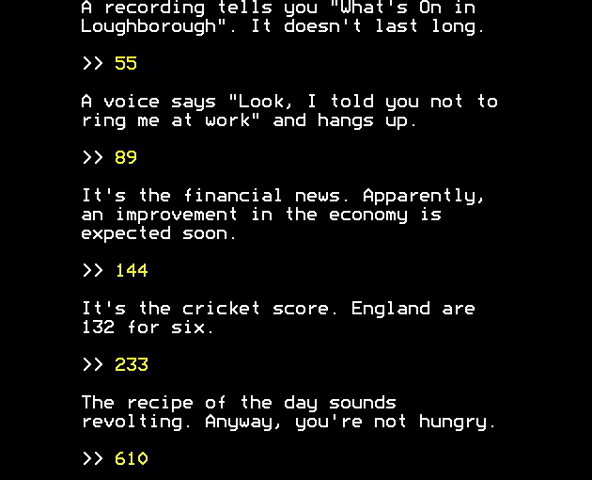 A recording tells you "What's On in
Loughborough". It doesn't last long.
>> 55
A voice says "Look, I told you not to
ring me at work" and hangs up.
>> 89
It's the financial news. Apparently,
an improvement in the economy is
expected soon.
>> 144
It's the cricket score. England are
132 for six.
>> 233
The recipe of the day sounds
revolting. Anyway, you're not hungry.
>> 610